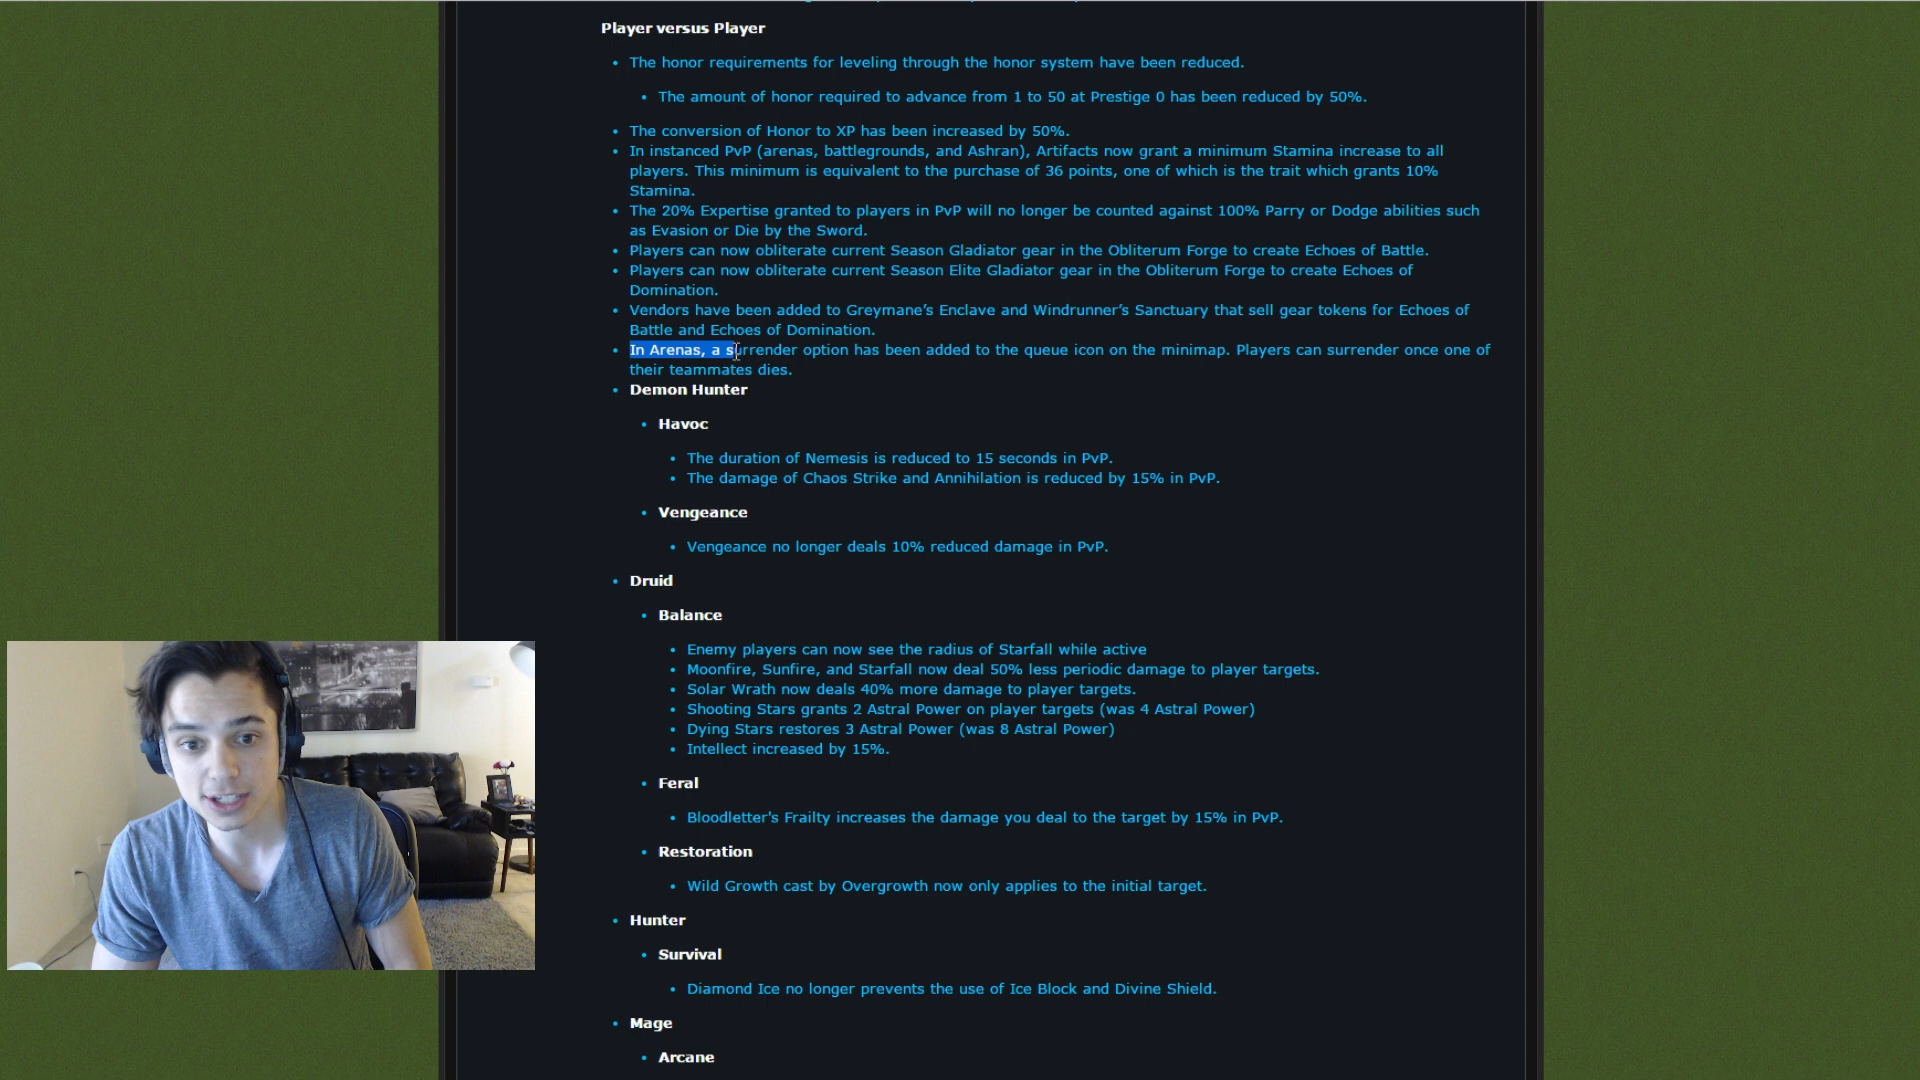 Player versus Player
The honor requirements for leveling through the honor system have been reduced.
The amount of honor required to advance from 1 to 50 at Prestige 0 has been reduced by 50%.
The conversion of Honor to XP has been increased by 50%.
In instanced PvP (arenas, battlegrounds, and Ashran), Artifacts now grant a minimum Stamina increase to all
players. This minimum is equivalent to the purchase of 36 points, one of which is the trait which grants 10%
Stamina.
The 20% Expertise granted to players in PvP will no longer be counted against 100% Parry or Dodge abilities such
as Evasion or Die by the Sword.
Players can now obliterate current Season Gladiator gear in the Obliterum Forge to create Echoes of Battle.
Players can now obliterate current Season Elite Gladiator gear in the Obliterum Forge to create Echoes of
Domination.
Vendors have been added to Greymane’s Enclave and Windrunner’s Sanctuary that sell gear tokens for Echoes of
Battle and Echoes of Domination.
In Arenas, a surrender option has been added to the queue icon on the minimap. Players can surrender once one of
their teammates dies.
Demon Hunter
Havoc
The duration of Nemesis is reduced to 15 seconds in PvP.
The damage of Chaos Strike and Annihilation is reduced by 15% in PvP.
Vengeance
Vengeance no longer deals 10% reduced damage in PvP.
Druid
Balance
Enemy players can now see the radius of Starfall while active
Moonfire, Sunfire, and Starfall now deal 50% less periodic damage to player targets.
Solar Wrath now deals 40% more damage to player targets.
Shooting Stars grants 2 Astral Power on player targets (was 4 Astral Power)
Dying Stars restores 3 Astral Power (was 8 Astral Power)
Intellect increased by 15%.
Feral
Bloodletter's Frailty increases the damage you deal to the target by 15% in PvP.
Restoration
Wild Growth cast by Overgrowth now only applies to the initial target.
Hunter
Survival
Diamond Ice no longer prevents the use of Ice Block and Divine Shield.
Mage
Arcane